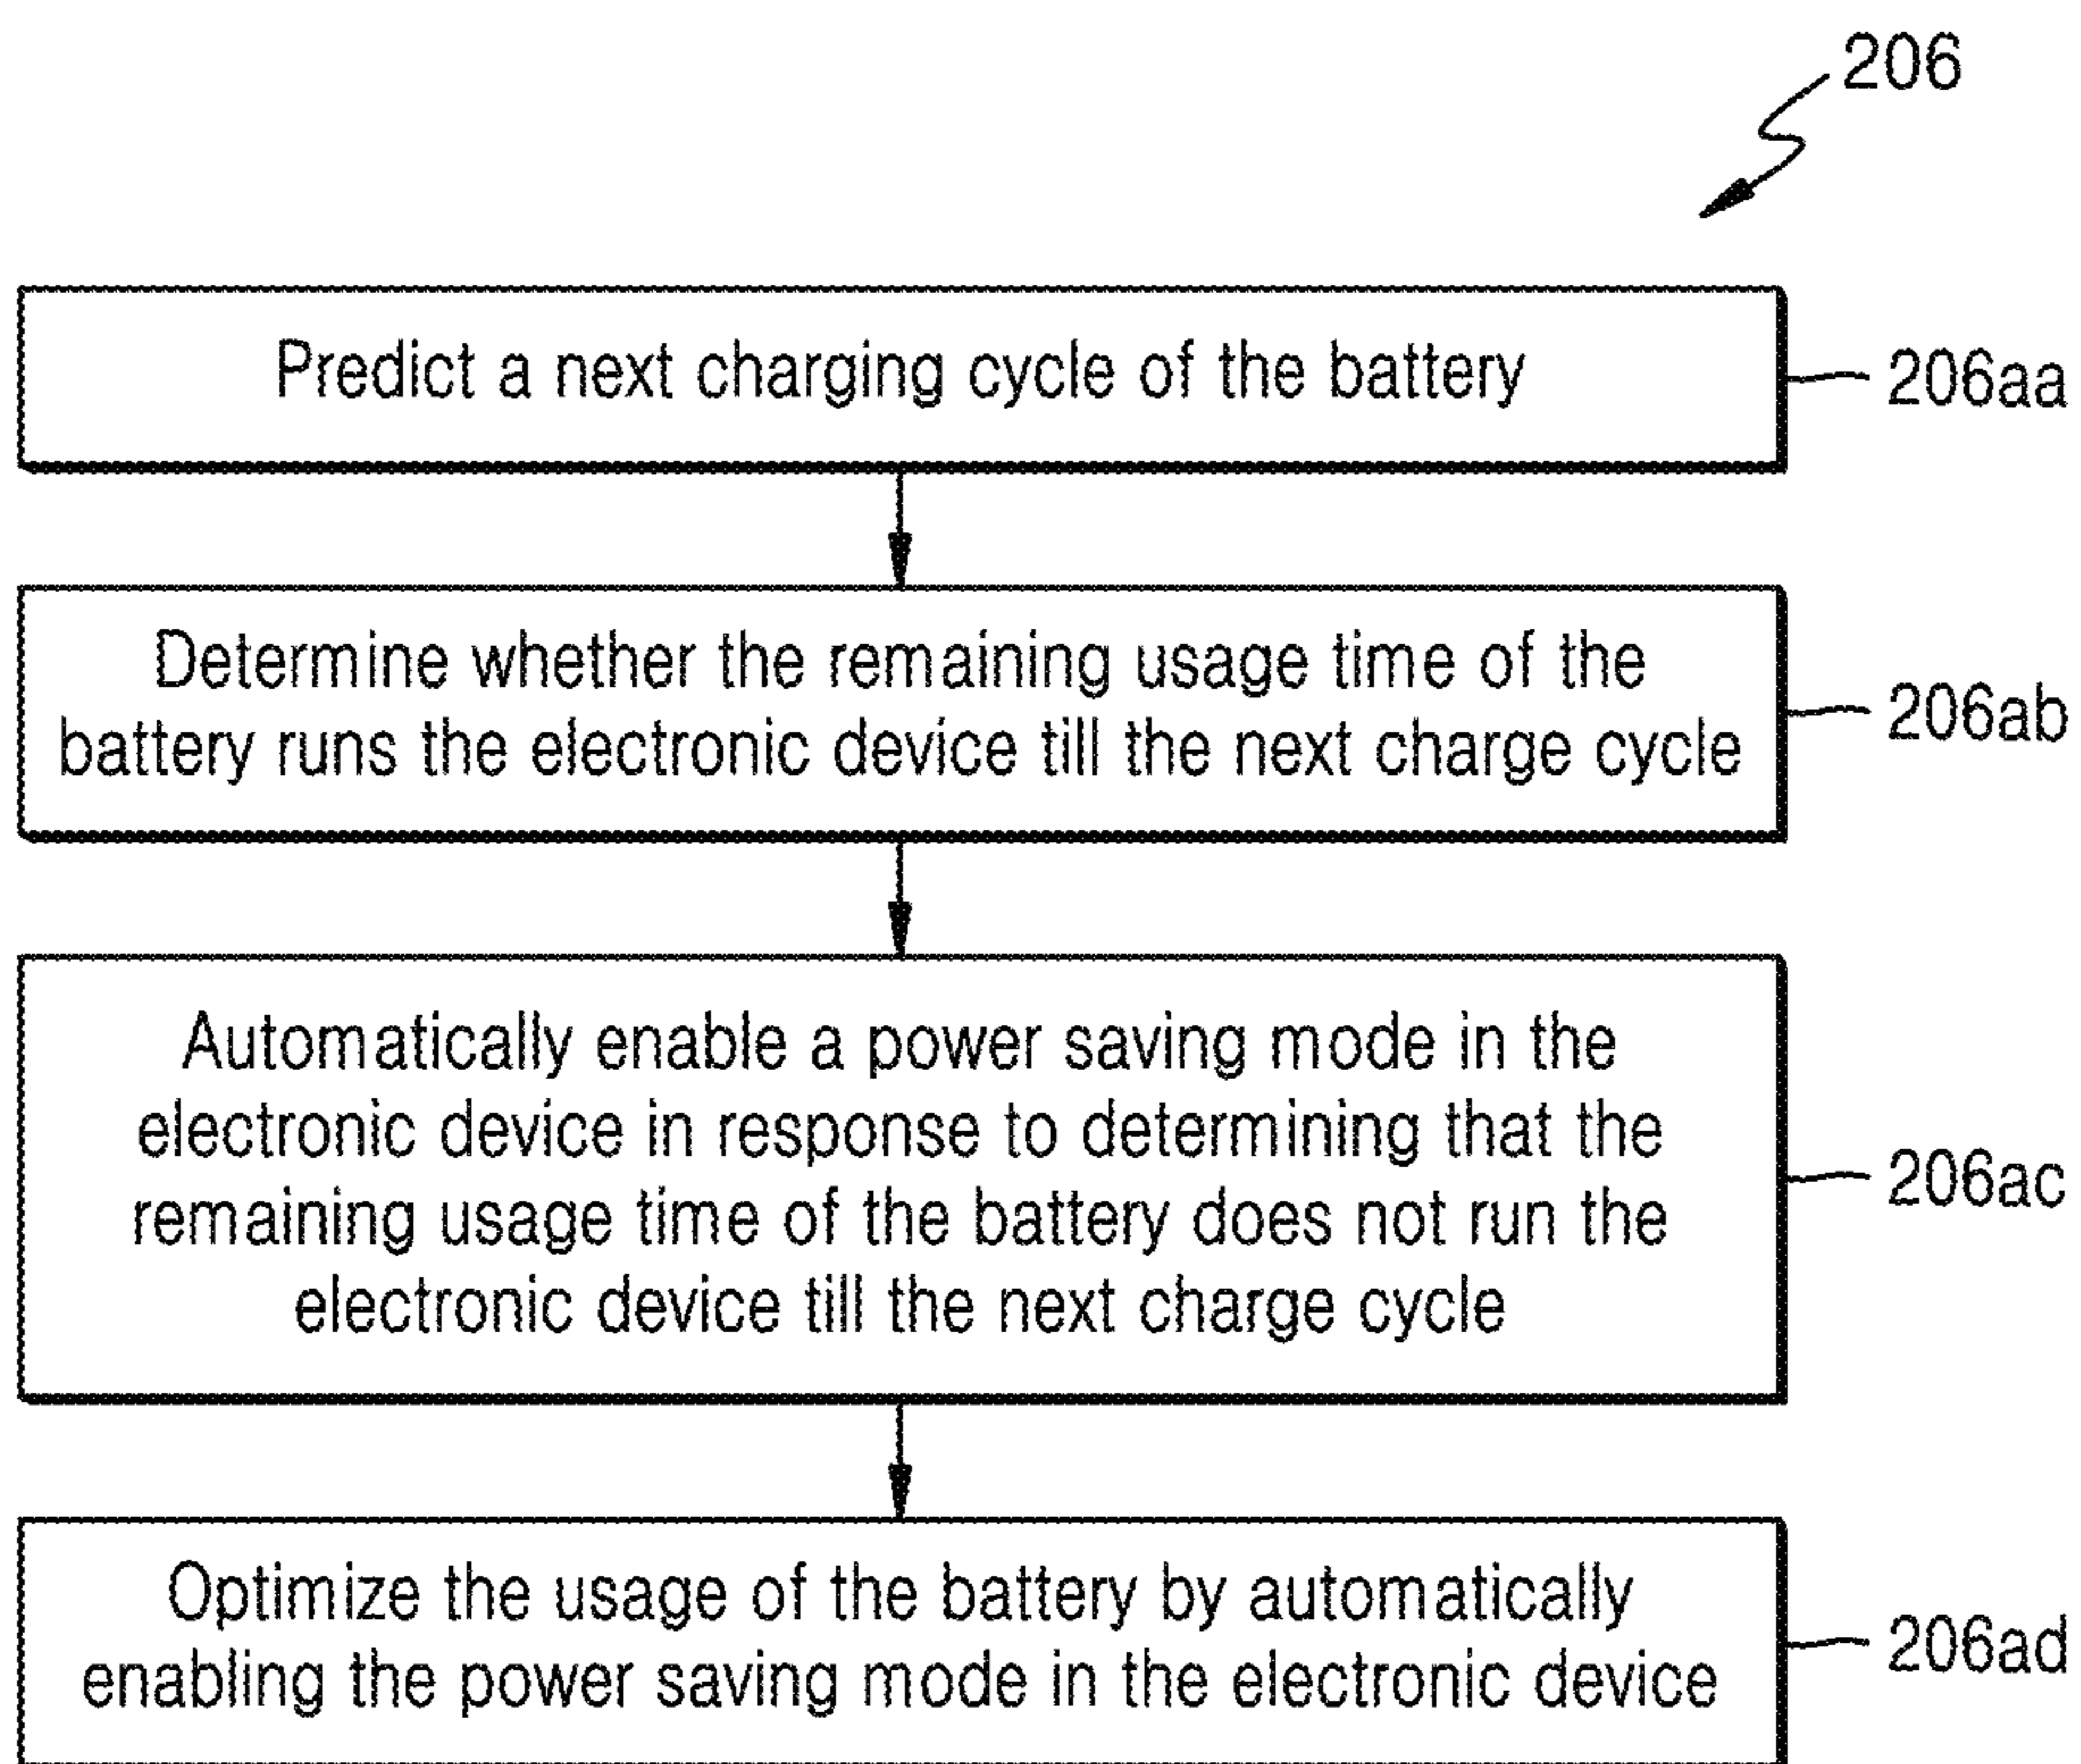 206
Predict a next charging cycle of the battery
206aa
Determine whether the remaining usage time of the
battery runs the electronic device till the next charge cycle
206ab
Automatically enable a power saving mode in the
electronic device in response to determining that the
remaining usage time of the battery does not run the
electronic device till the next charge cycle
206ac
Optimize the usage of the battery by automatically
enabling the power saving mode in the electronic device
206ad